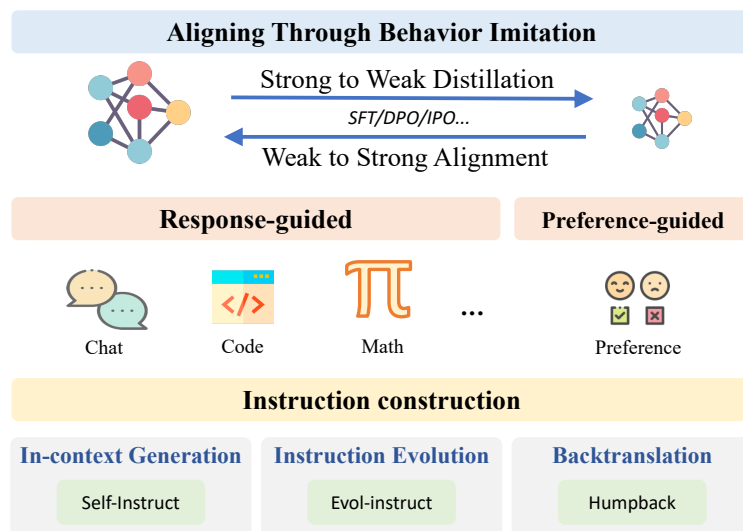 Aligning Through Behavior Imitation
Strong to Weak Distillation
SFT/DPO/IPO...
Weak to Strong Alignment
Response-guided
Preference-guided
</>
π
...
Chat
Code
Math
Preference
Instruction construction
In-context Generation
Instruction Evolution
Backtranslation
Self-Instruct
Evol-instruct
Humpback